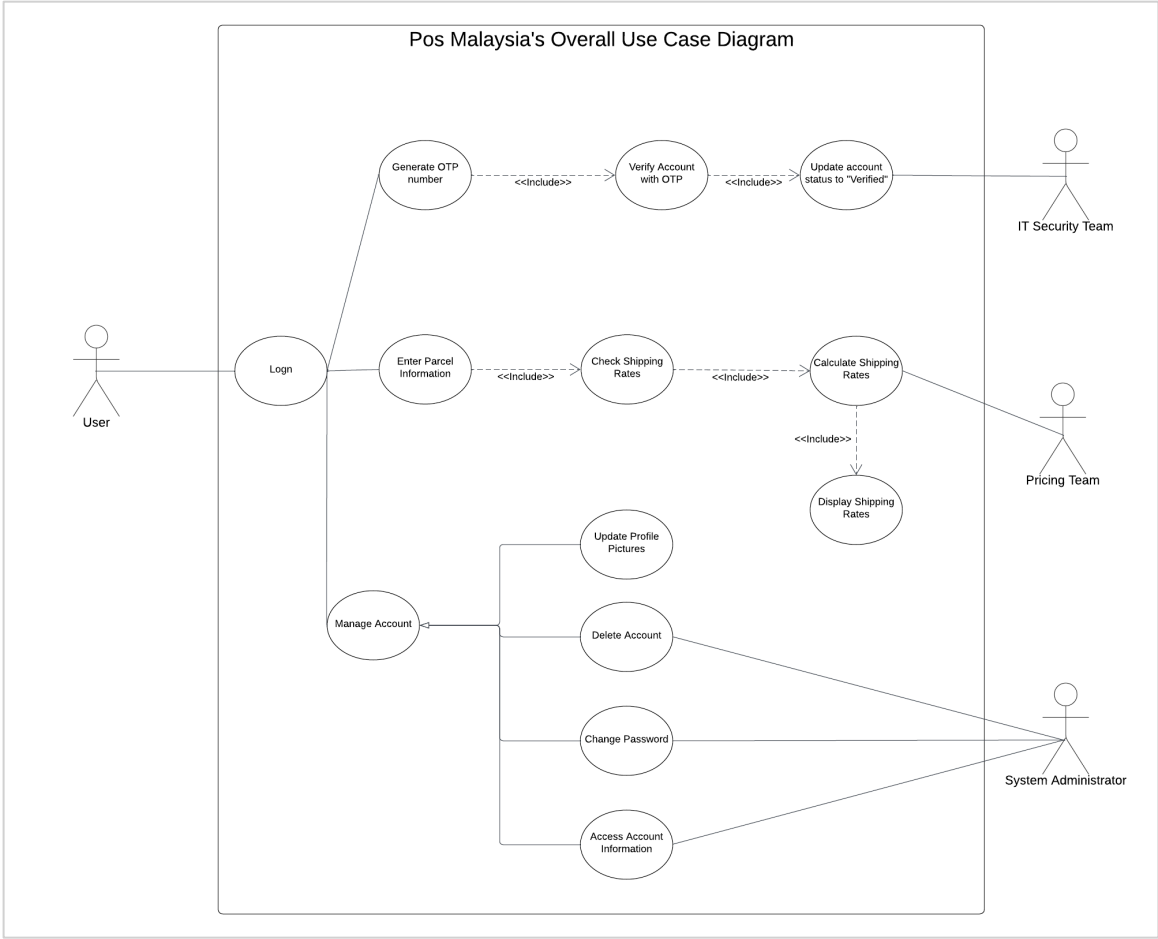 Pos Malaysia's Overall Use Case Diagram
Generate OTP
number
<<Include>>
Verify Account
with OTP
<<Include>>
Update account
status to "Verified"
IT Security Team
User
Logn
Enter Parcel
Information
<<Include>>
Check Shipping
Rates
<<Include>>
Calculate Shipping
Rates
<<Include>>
Pricing Team
Display Shipping
Rates
Update Profile
Pictures
Manage Account
Delete Account
Change Password
System Administrator
Access Account
Information